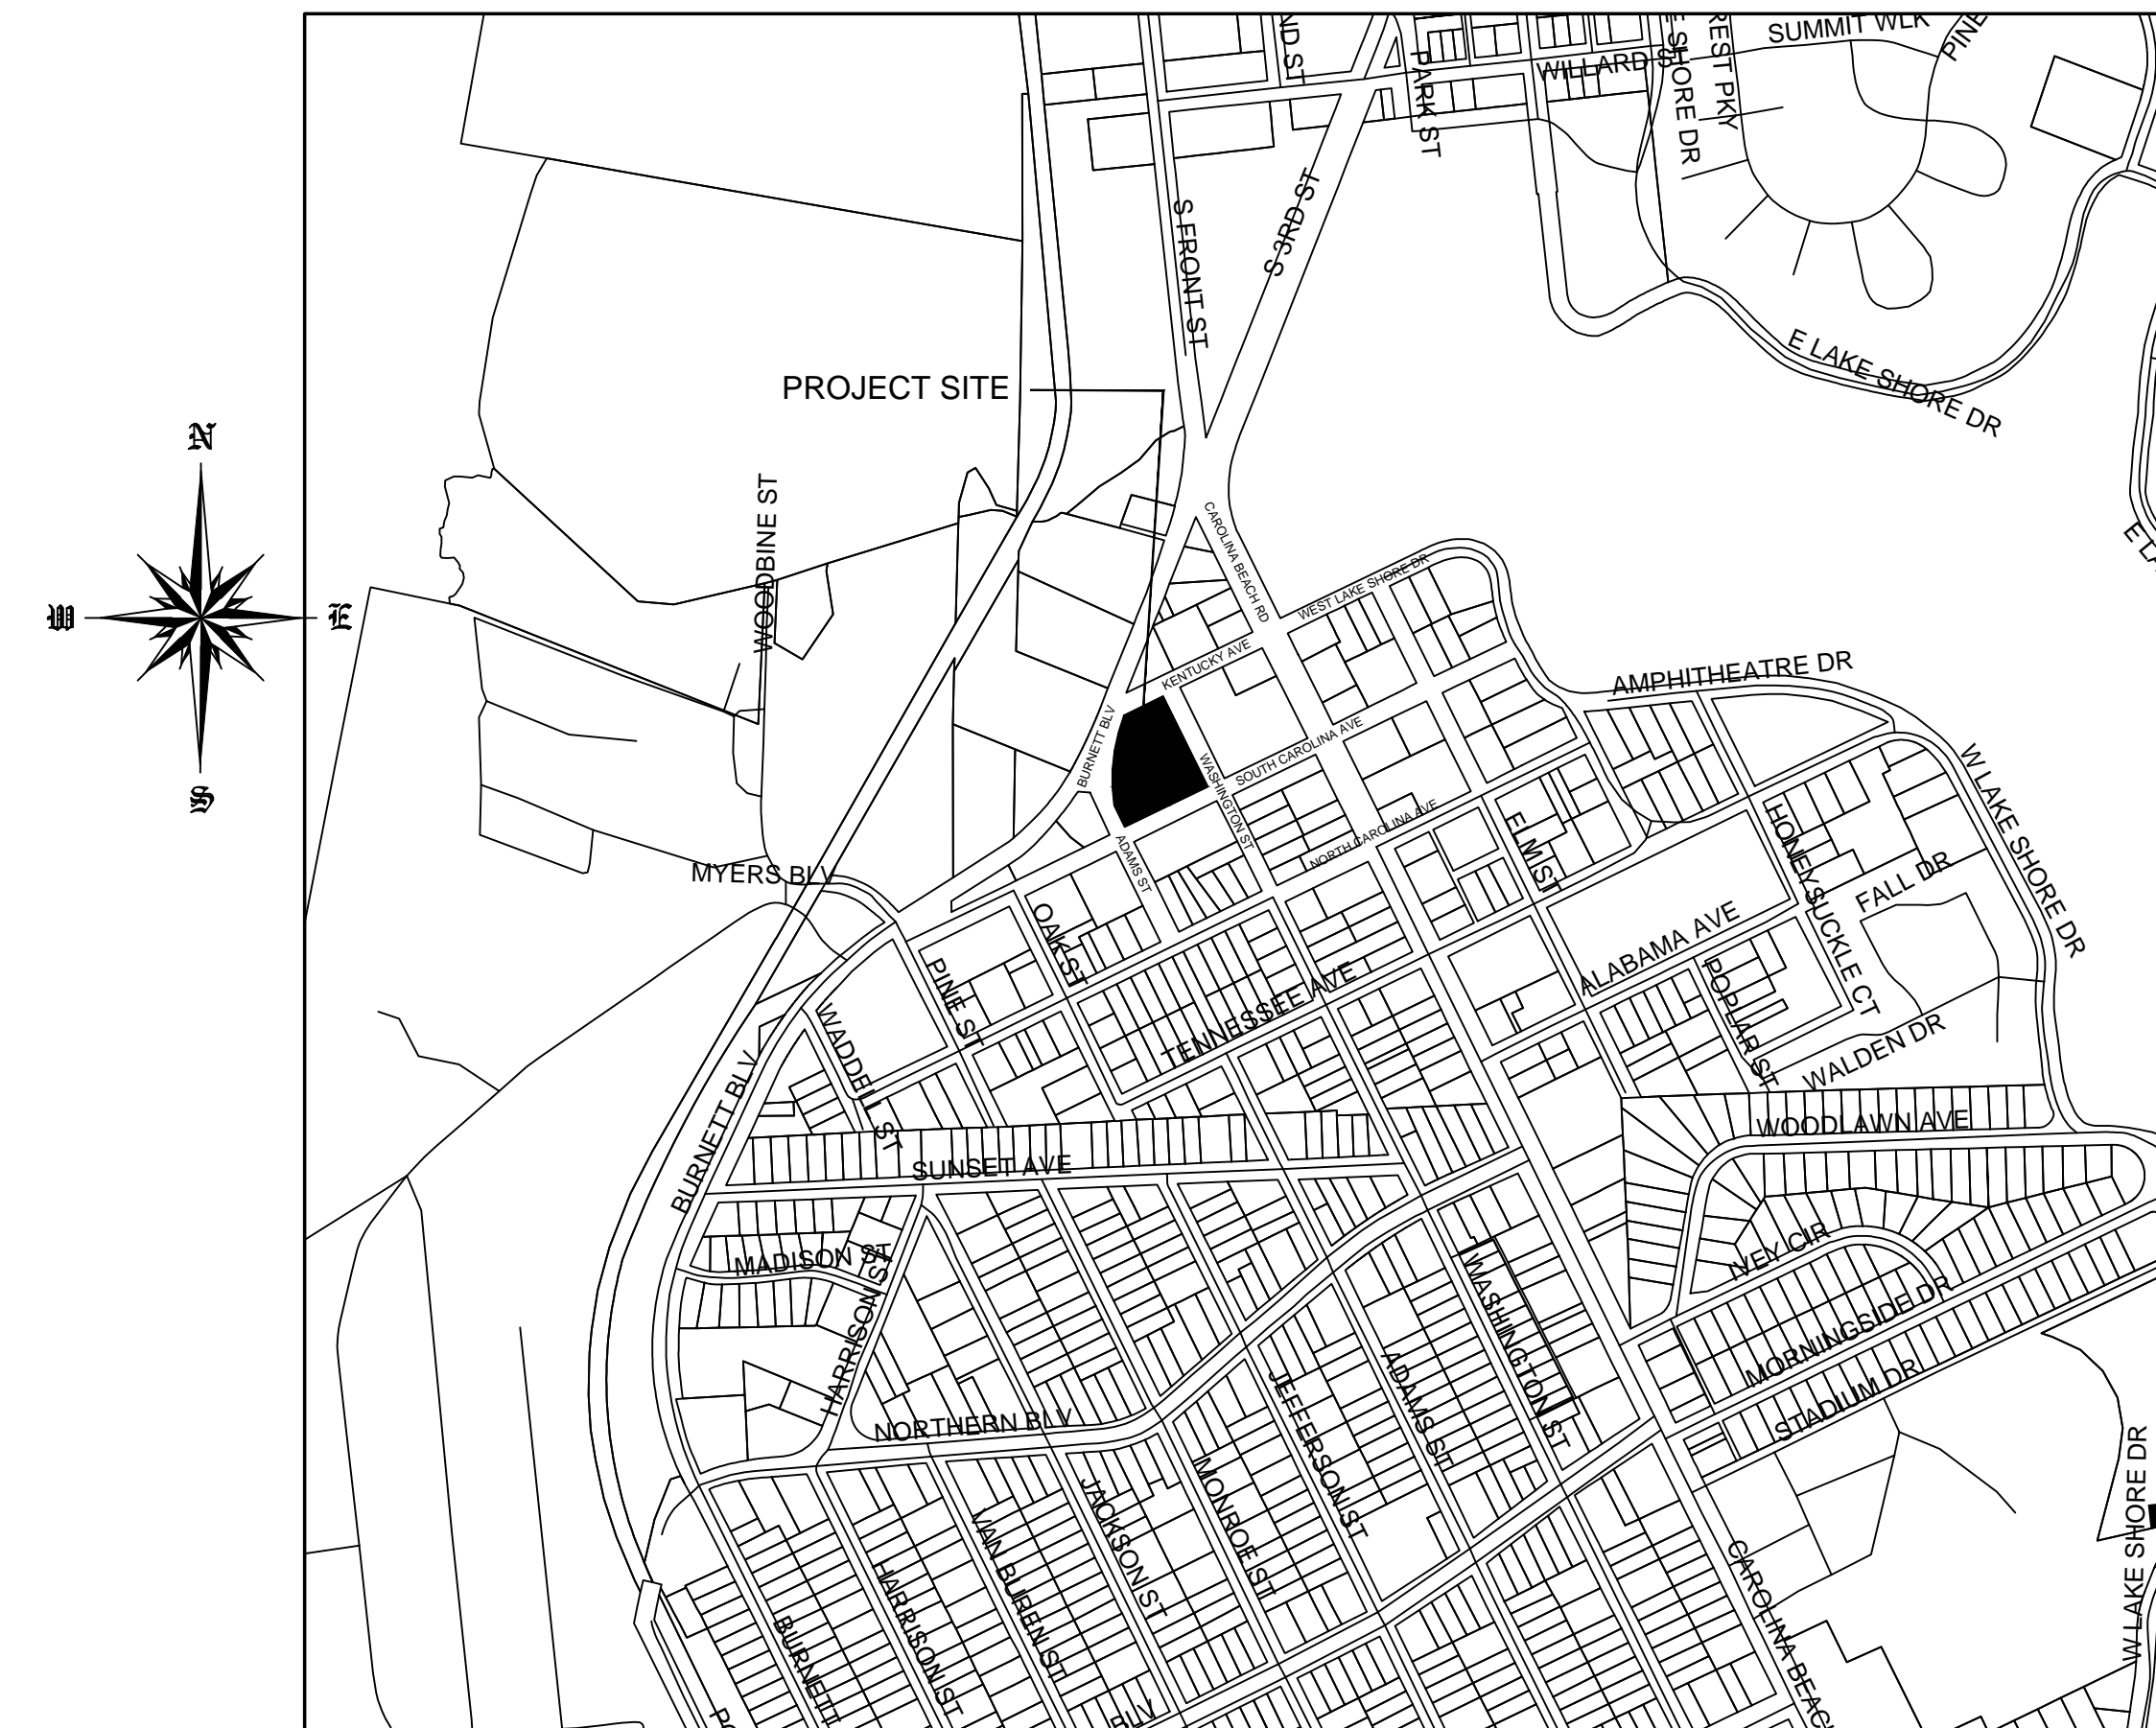 SUMMIT WLK
WILLARD ST
PARK ST
S FRONT ST
S 3RD ST
E LAKE SHORE DR
PROJECT SITE
N
W
E
S
WOODBINE ST
CAROLINA BEACH RD
WEST LAKE SHORE DR
KENTUCKY AVE
AMPHITHEATRE DR
BURNETT BLV
WASHINGTON ST
SOUTH CAROLINA AVE
NORTH CAROLINA AVE
ADAMS ST
ELM ST
HONEYSUCKLE CT
W LAKE SHORE DR
FALL DR
MYERS BLV
OAK ST
PINE ST
ALABAMA AVE
TENNESSEE AVE
POPLAR ST
WALDEN DR
WADDELL ST
BURNETT BLV
SUNSET AVE
WOODLAWN AVE
MADISON ST
HARRISON ST
IVEY CIR
MORNINGSIDE DR
STADIUM DR
WASHINGTON ST
ADAMS ST
JEFFERSON ST
NORTHERN BLV
MONROE ST
JACKSON ST
VAN BUREN ST
HARRISON ST
BURNETT
CAROLINA BEAC
W LAKE SHORE DR
BLV